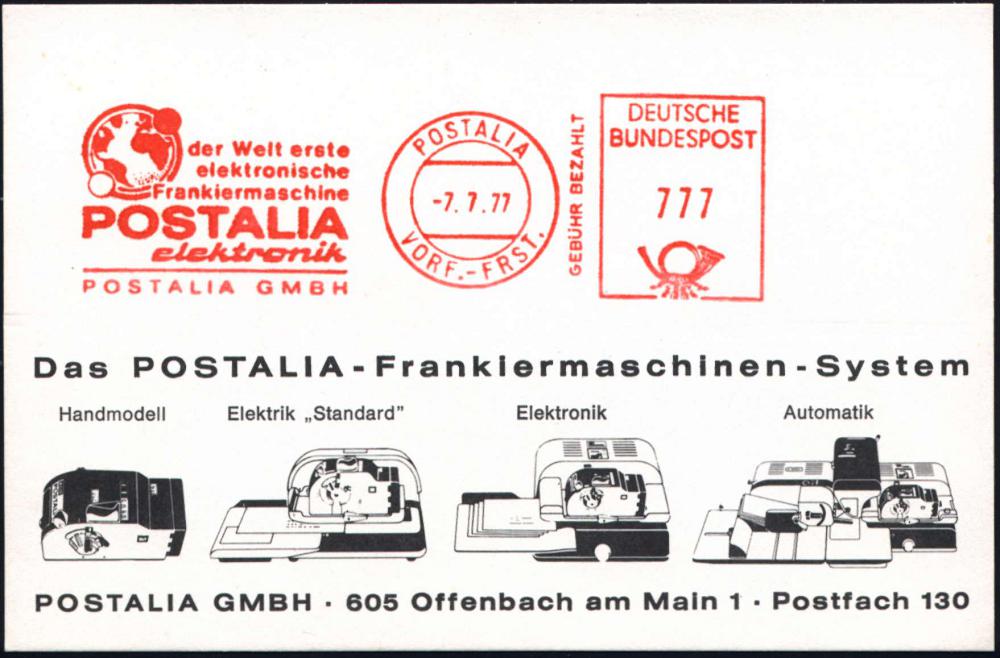 der Welt erste
elektronische
Frankiermaschine
POSTALIA
elektronik
POSTALIA GMBH
POSTALIA
-7. 7. 77
VORF.-FRST.
GEBÜHR BEZAHLT
DEUTSCHE
BUNDESPOST
777
Das POSTALIA-Frankiermaschinen-System
Handmodell
Elektrik „Standard"
Elektronik
Automatik
POSTALIA
POSTALIA GMBH · 605 Offenbach am Main 1 · Postfach 130